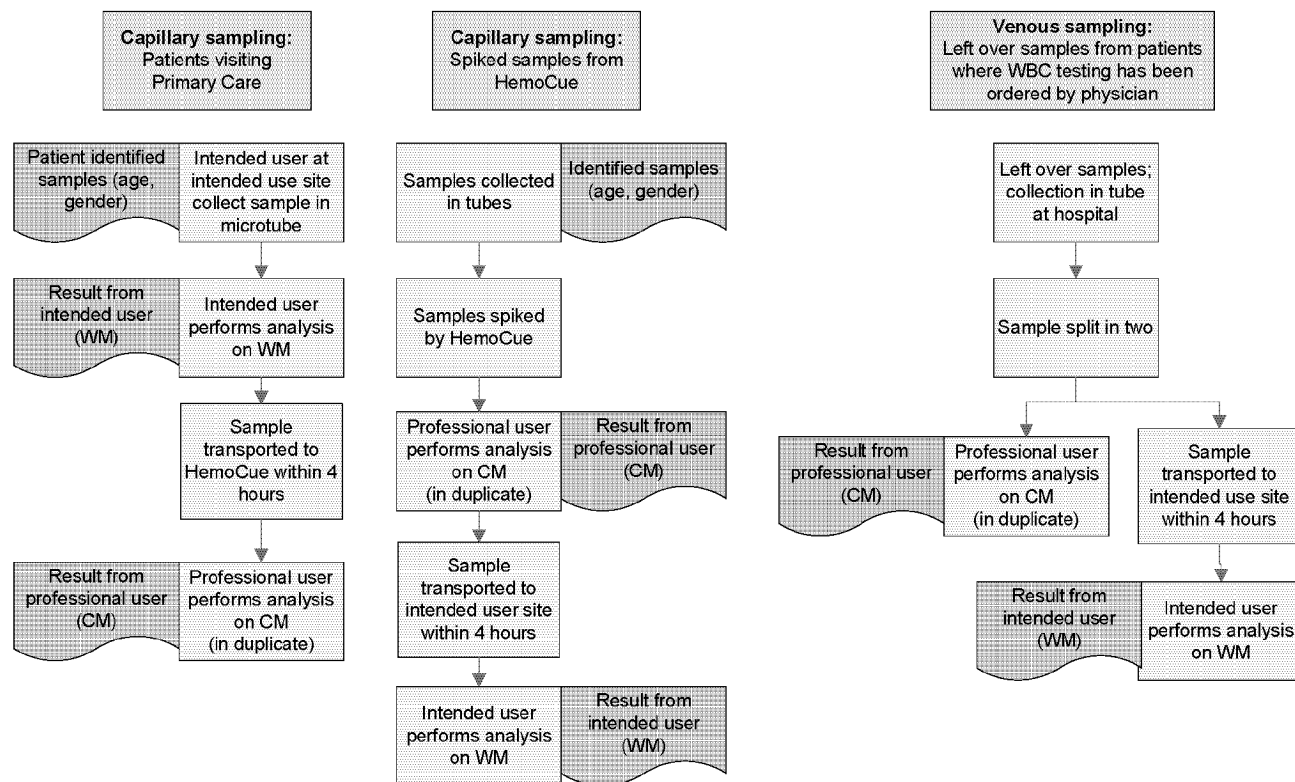 Capillary sampling:
Patients visiting
Primary Care
Patient identified
samples (age,
gender)
Intended user at
intended use site
collect sample in
microtube
Result from
intended user
(WM)
Intended user
performs analysis
on WM
Sample
transported to
HemoCue within 4
hours
Result from
professional user
(CM)
Professional user
performs analysis
on CM
(in duplicate)
Capillary sampling:
Spiked samples from
HemoCue
Samples collected
in tubes
Identified samples
(age, gender)
Samples spiked
by HemoCue
Professional user
performs analysis
on CM
(in duplicate)
Result from
professional user
(CM)
Sample
transported to
intended user site
within 4 hours
Intended user
performs analysis
on WM
Result from
intended user
(WM)
Venous sampling:
Left over samples from patients
where WBC testing has been
ordered by physician
Left over samples;
collection in tube
at hospital
Sample split in two
Result from
professional user
(CM)
Professional user
performs analysis
on CM
(in duplicate)
Sample
transported to
intended use site
within 4 hours
Result from
intended user
(WM)
Intended user
performs analysis
on WM